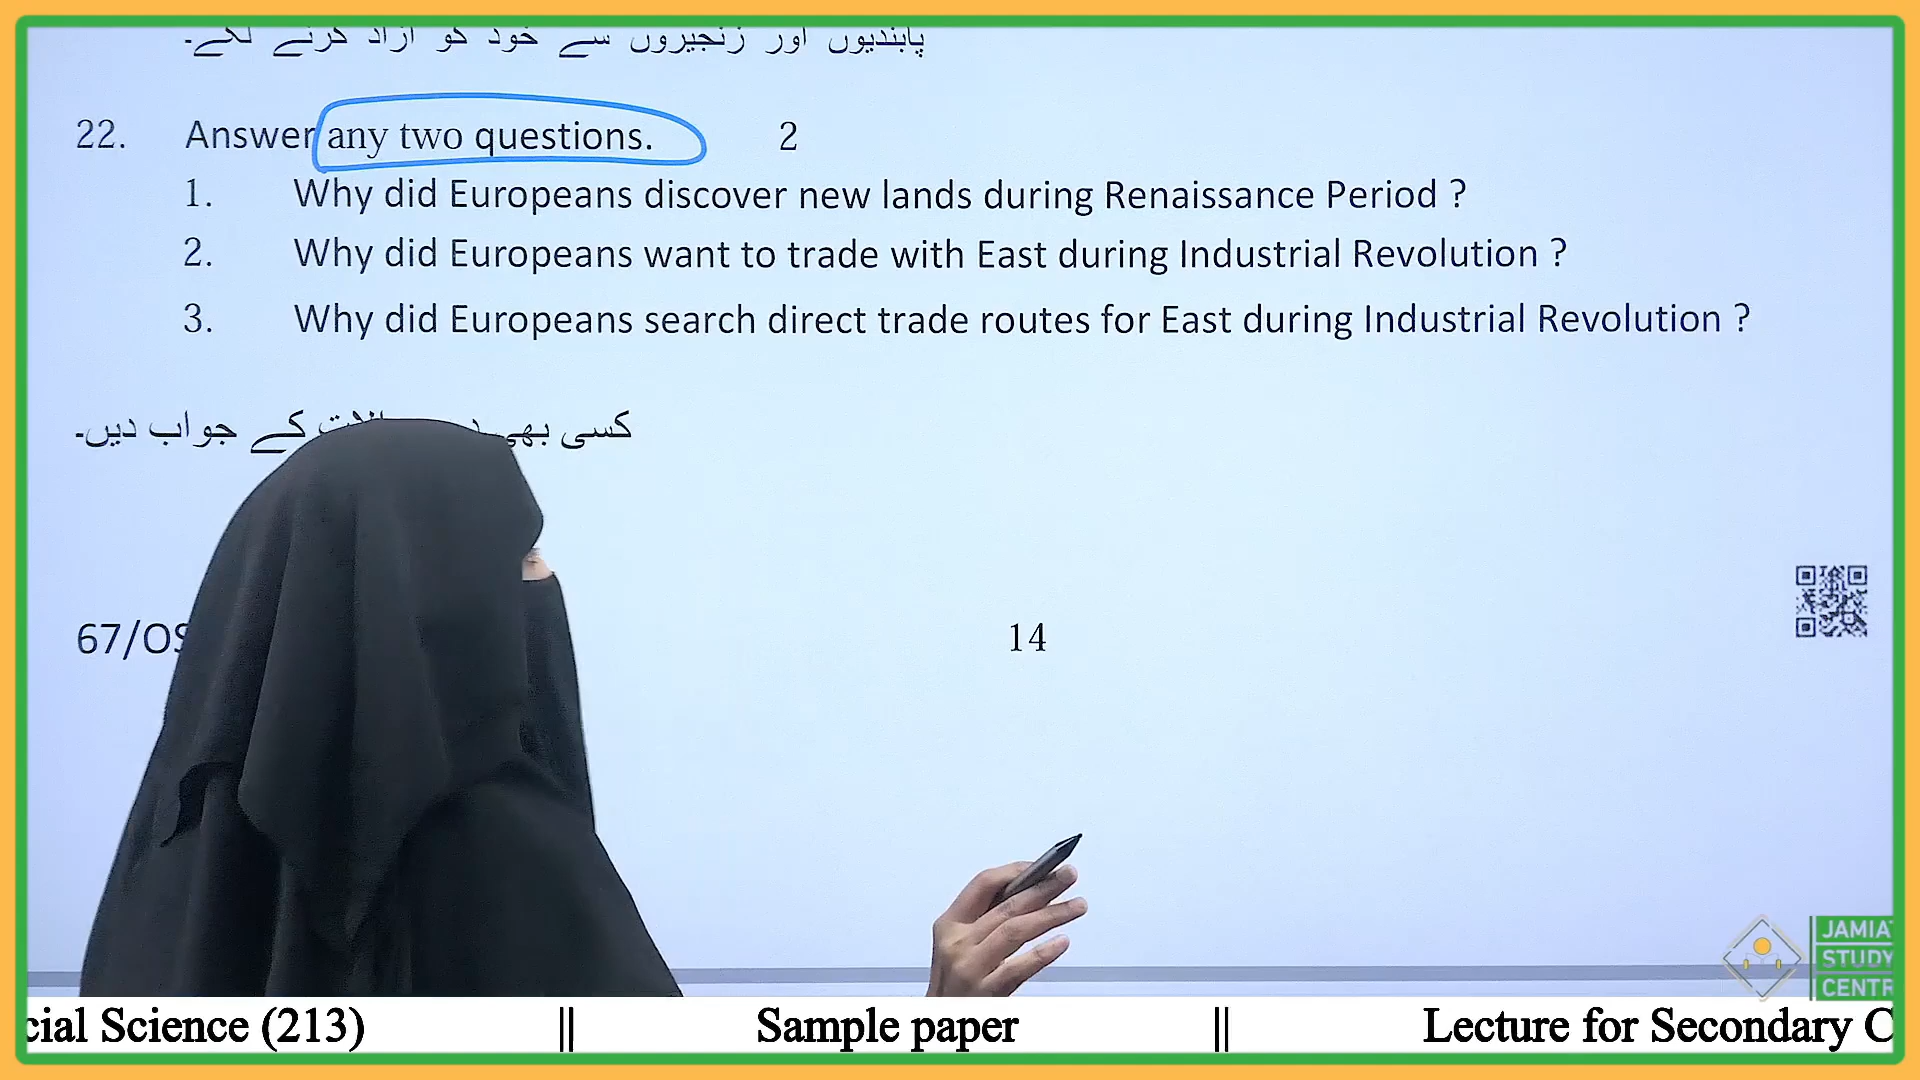 پابندیوں اور زنجیروں سے خود کو آزاد کرنے لگے۔
22. Answer any two questions. 2
1. Why did Europeans discover new lands during Renaissance Period ?
2. Why did Europeans want to trade with East during Industrial Revolution ?
3. Why did Europeans search direct trade routes for East during Industrial Revolution ?
کسی بھی کے جواب دیں۔
67/OS 14
JAMIAT
STUDY
CENTR
cial Science (213) || Sample paper || Lecture for Secondary C